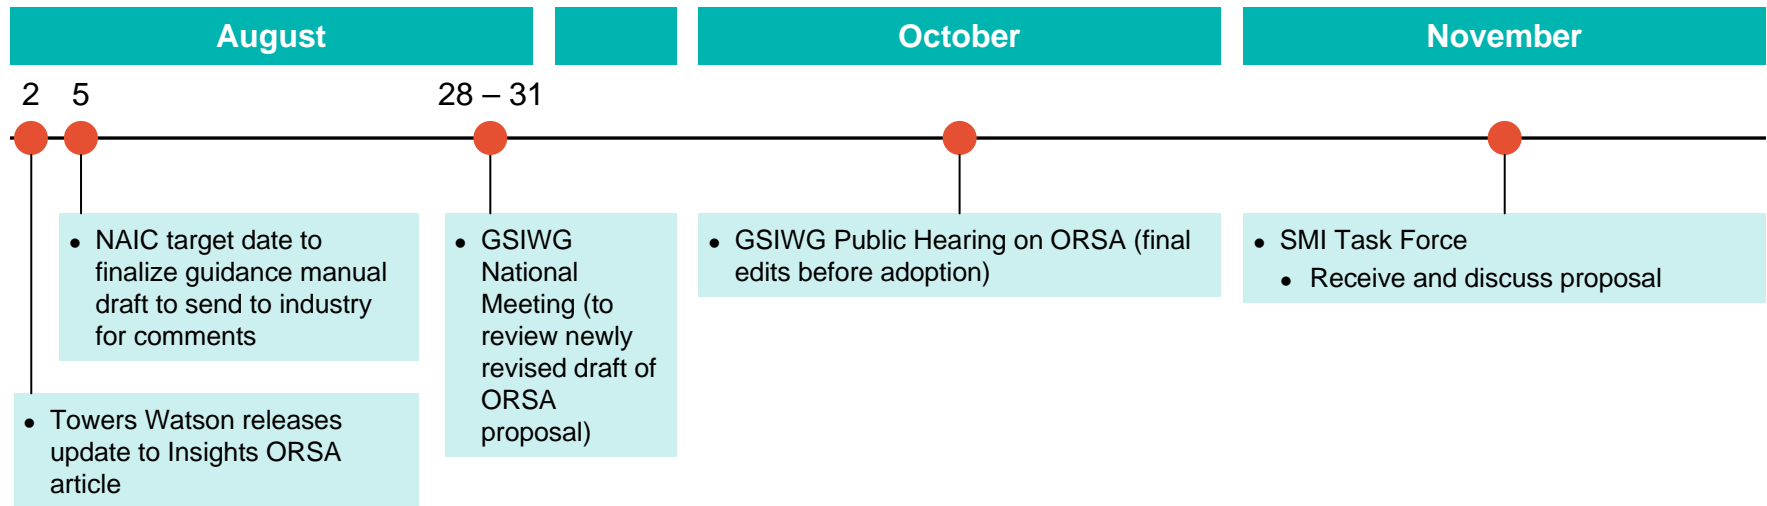 August
October
November
2
5
28 – 31
• NAIC target date to
finalize guidance manual
draft to send to industry
for comments
• Towers Watson releases
update to Insights ORSA
article
• GSIWG
National
Meeting (to
review newly
revised draft of
ORSA
proposal)
• GSIWG Public Hearing on ORSA (final
edits before adoption)
• SMI Task Force
• Receive and discuss proposal